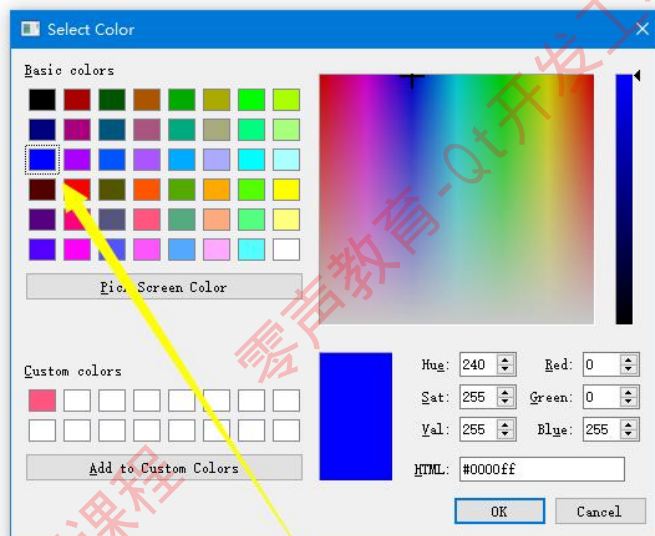 Select Color
Basic colors
Pick Screen Color
Custom colors
Add to Custom Colors
Hue: 240 Red: 0
Sat: 255 Green: 0
Val: 255 Blue: 255
HTML: #0000ff
OK Cancel
零声教育-Qt开发工
课程